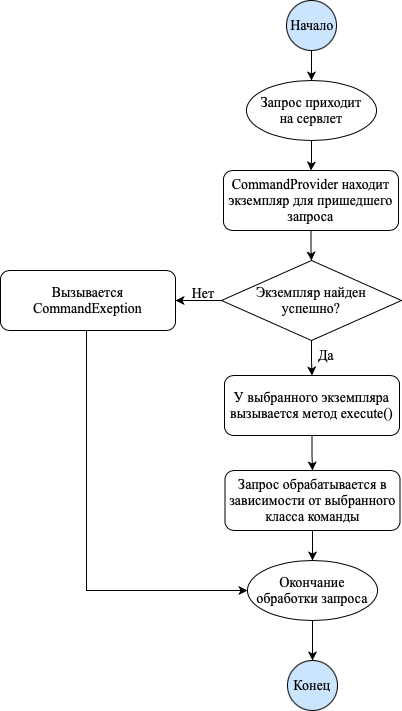 Начало
Запрос приходит
на сервлет
CommandProvider находит
экземпляр для пришедшего
запроса
Экземпляр найден
успешно?
Нет
Вызывается
CommandExeption
Да
У выбранного экземпляра
вызывается метод execute()
Запрос обрабатывается в
зависимости от выбранного
класса команды
Окончание
обработки запроса
Конец